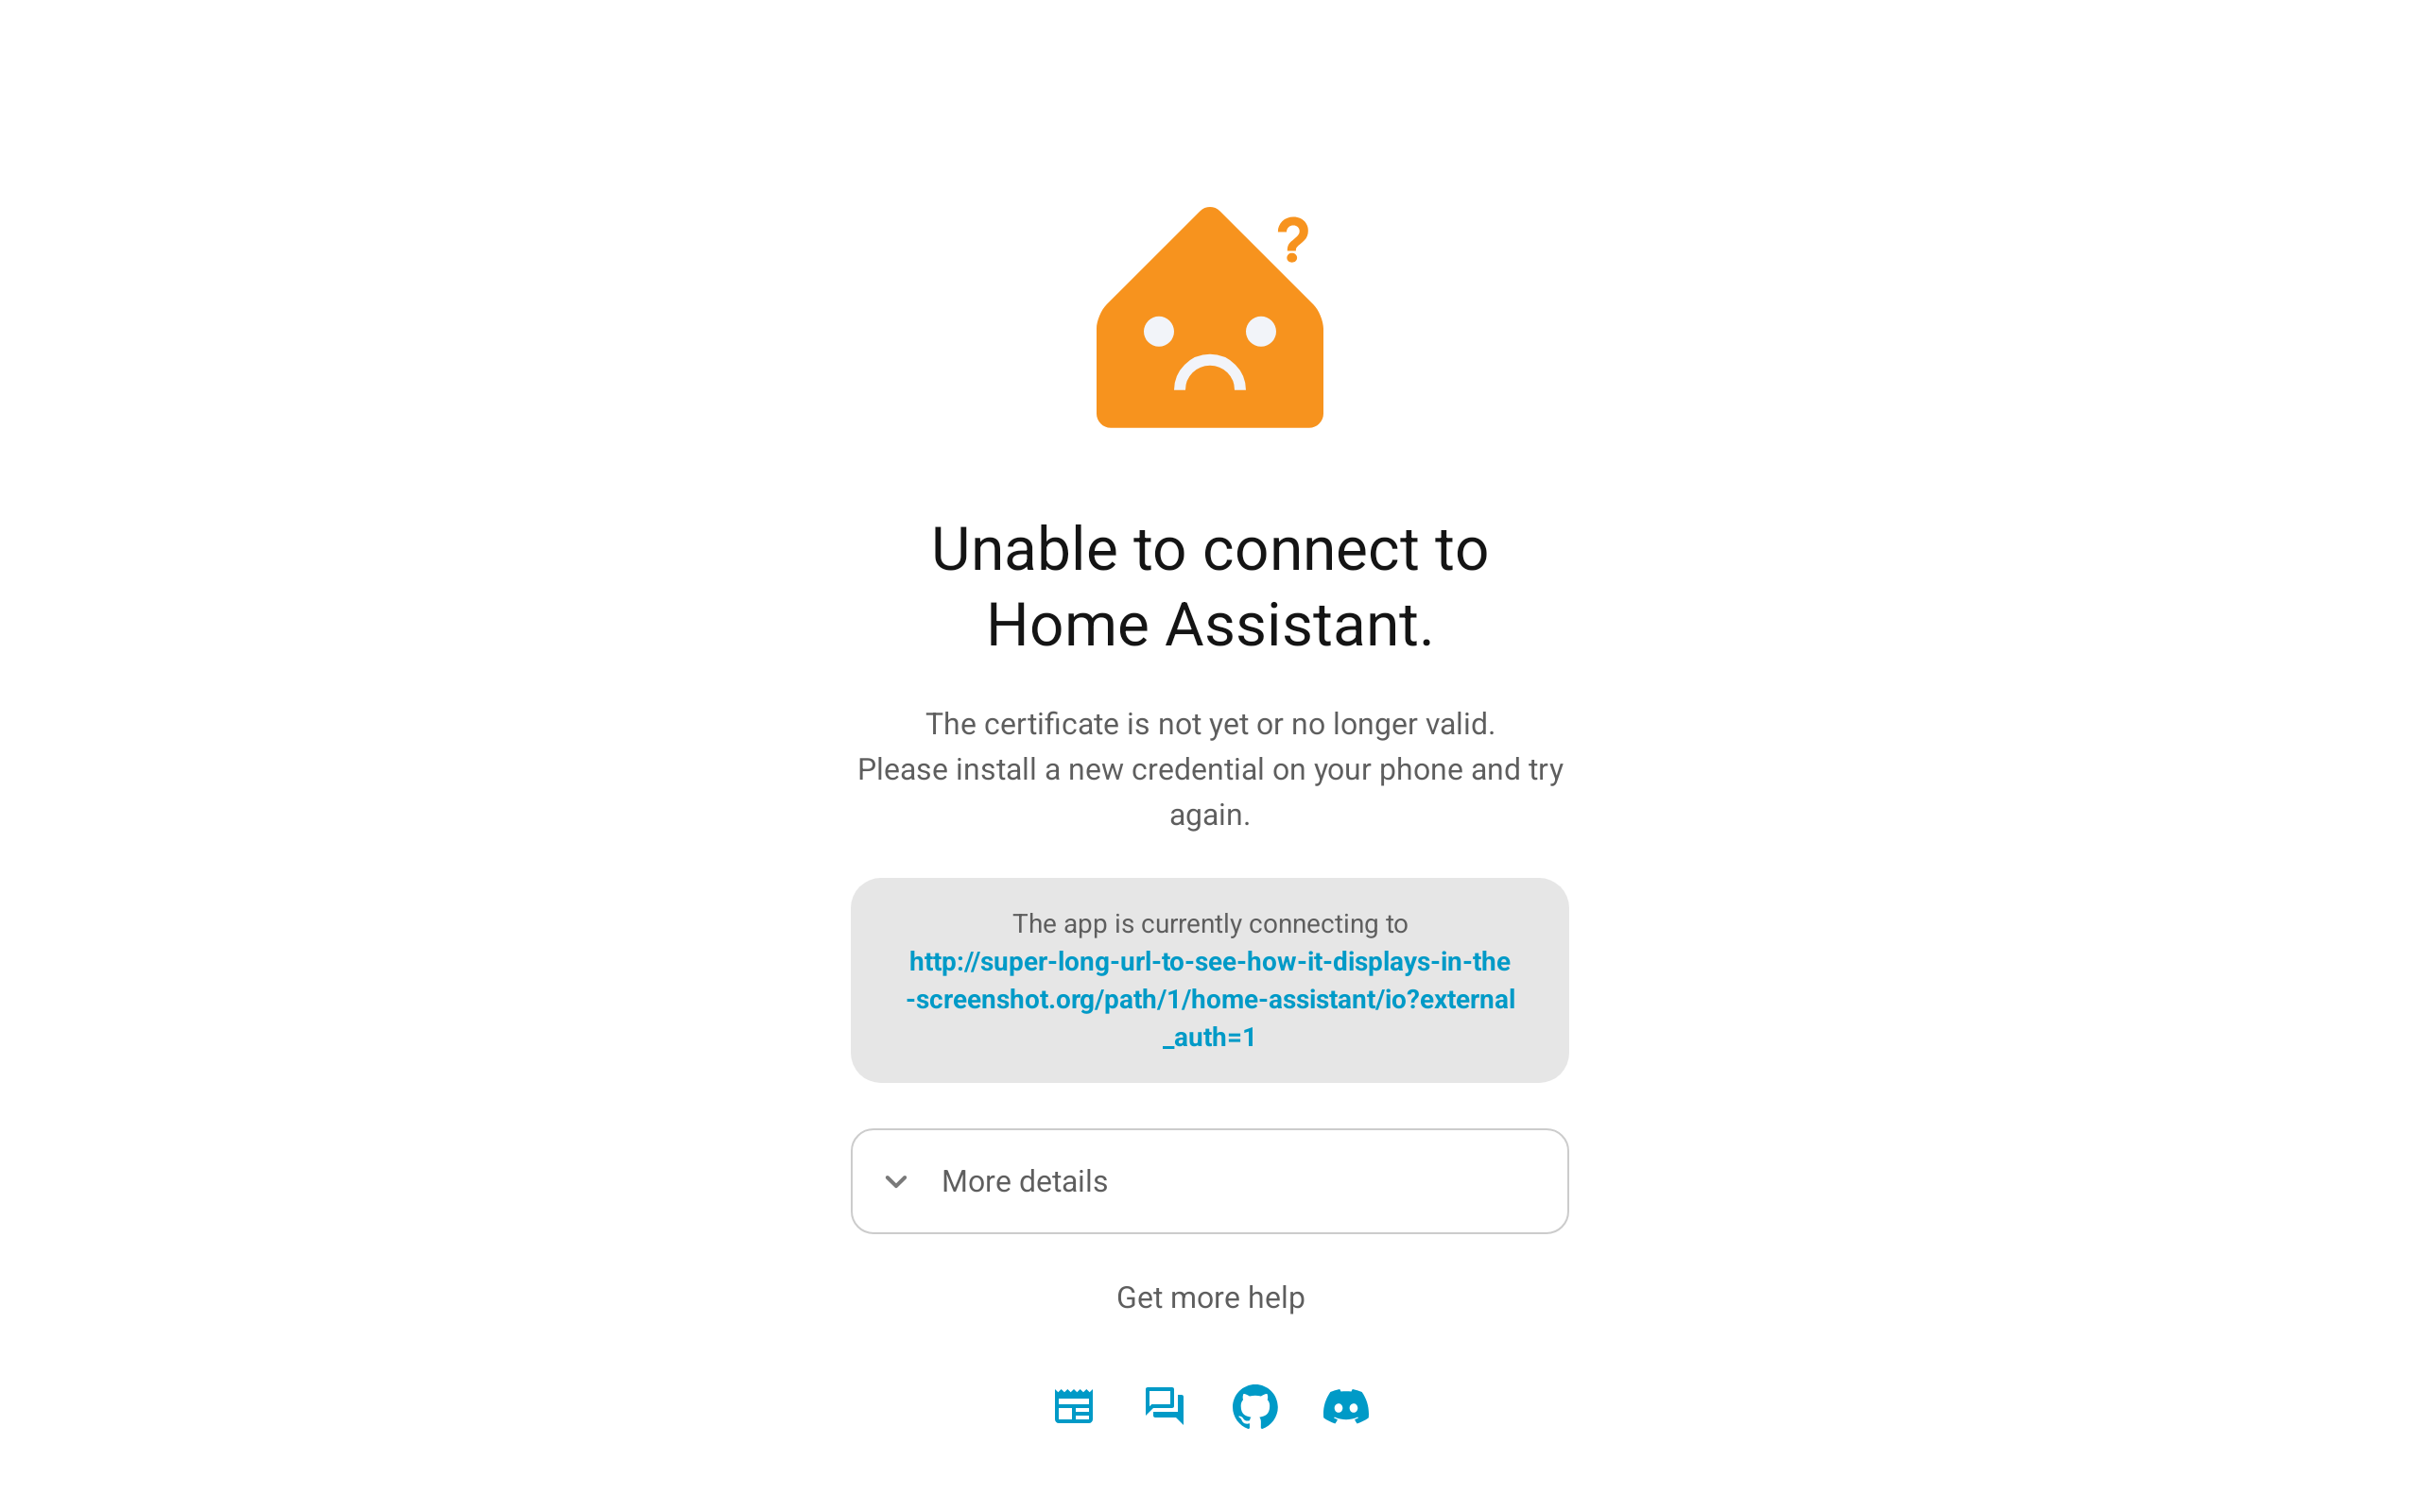 ?
Unable to connect to
Home Assistant.
The certificate is not yet or no longer valid.
Please install a new credential on your phone and try
again.
The app is currently connecting to
http://super-long-url-to-see-how-it-displays-in-the
-screenshot.org/path/1/home-assistant/io?external
_auth=1
More details
Get more help